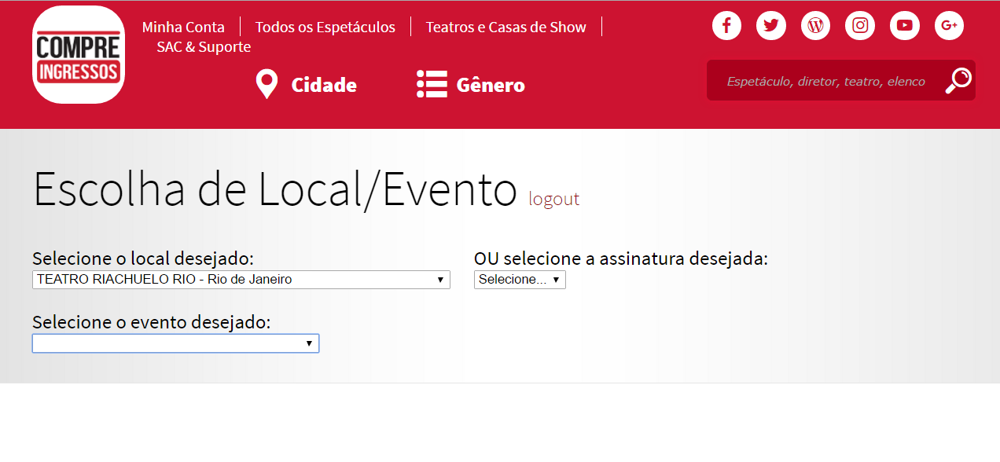 COMPRE
INGRESSOS
Minha Conta
Todos os Espetáculos
Teatros e Casas de Show
SAC & Suporte
Cidade
Gênero
Espetáculo, diretor, teatro, elenco
Escolha de Local/Evento logout
Selecione o local desejado:
TEATRO RIACHUELO RIO - Rio de Janeiro
OU selecione a assinatura desejada:
Selecione...
Selecione o evento desejado: